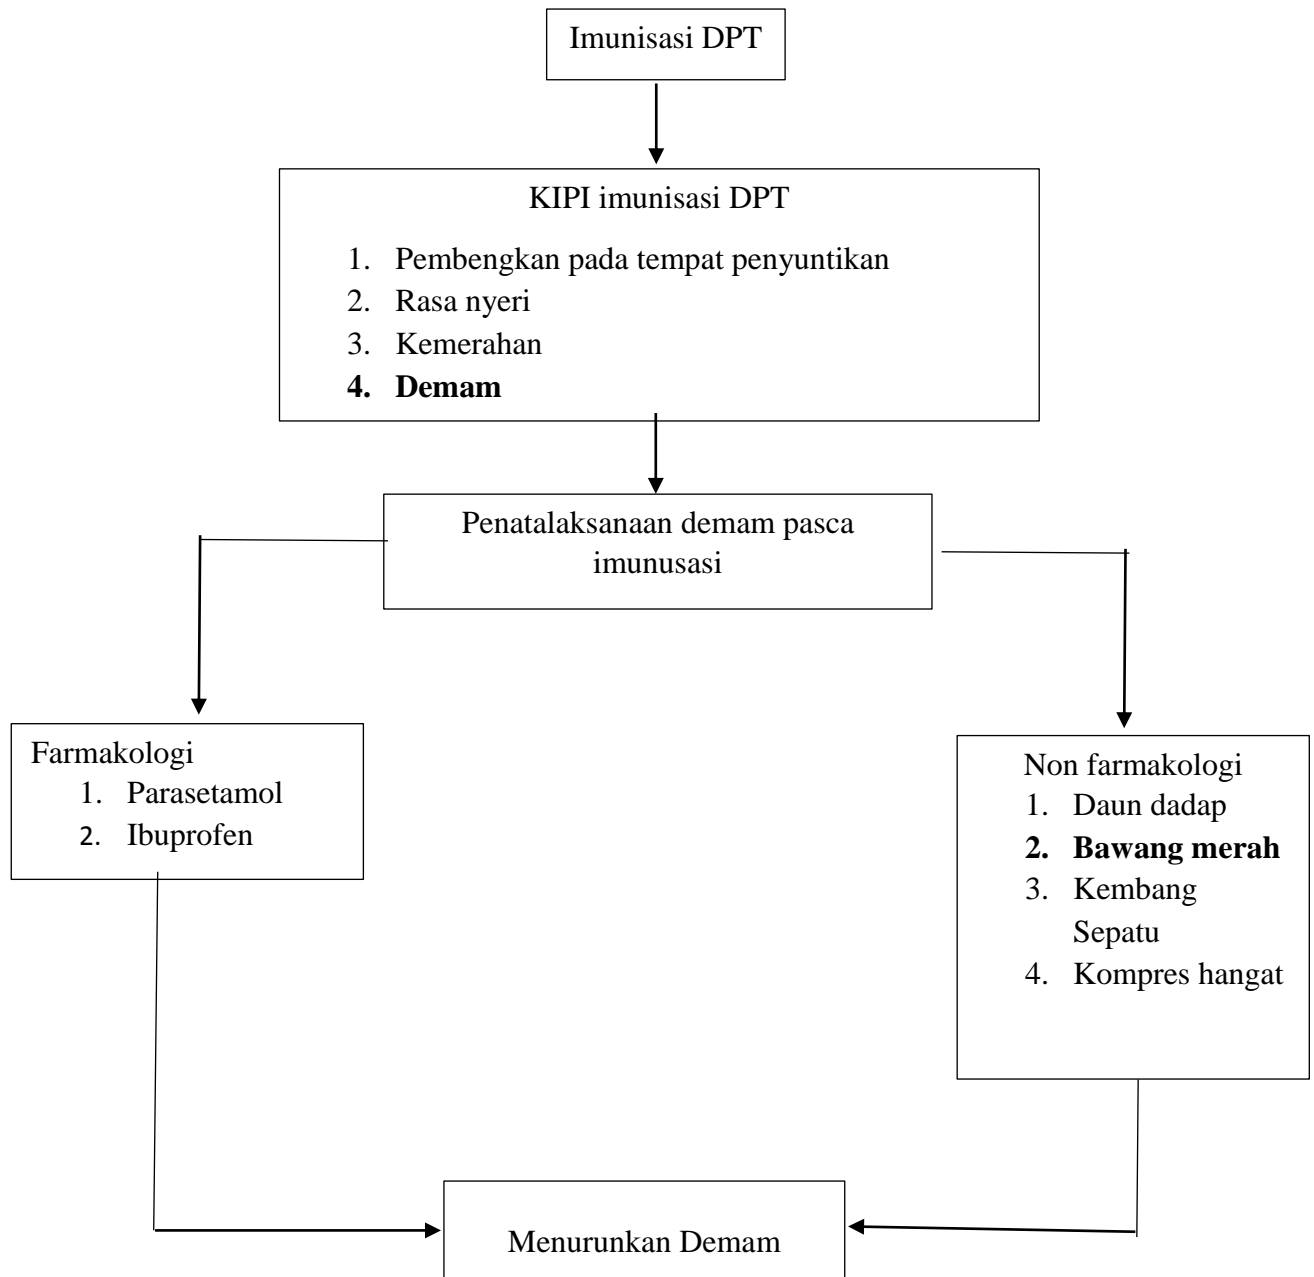 Imunisasi DPT
KIPI imunisasi DPT
1. Pembengkan pada tempat penyuntikan
2. Rasa nyeri
3. Kemerahan
4. Demam
Penatalaksanaan demam pasca
imunusasi
Farmakologi
1. Parasetamol
2. Ibuprofen
Non farmakologi
1. Daun dadap
2. Bawang merah
3. Kembang
Sepatu
4. Kompres hangat
Menurunkan Demam